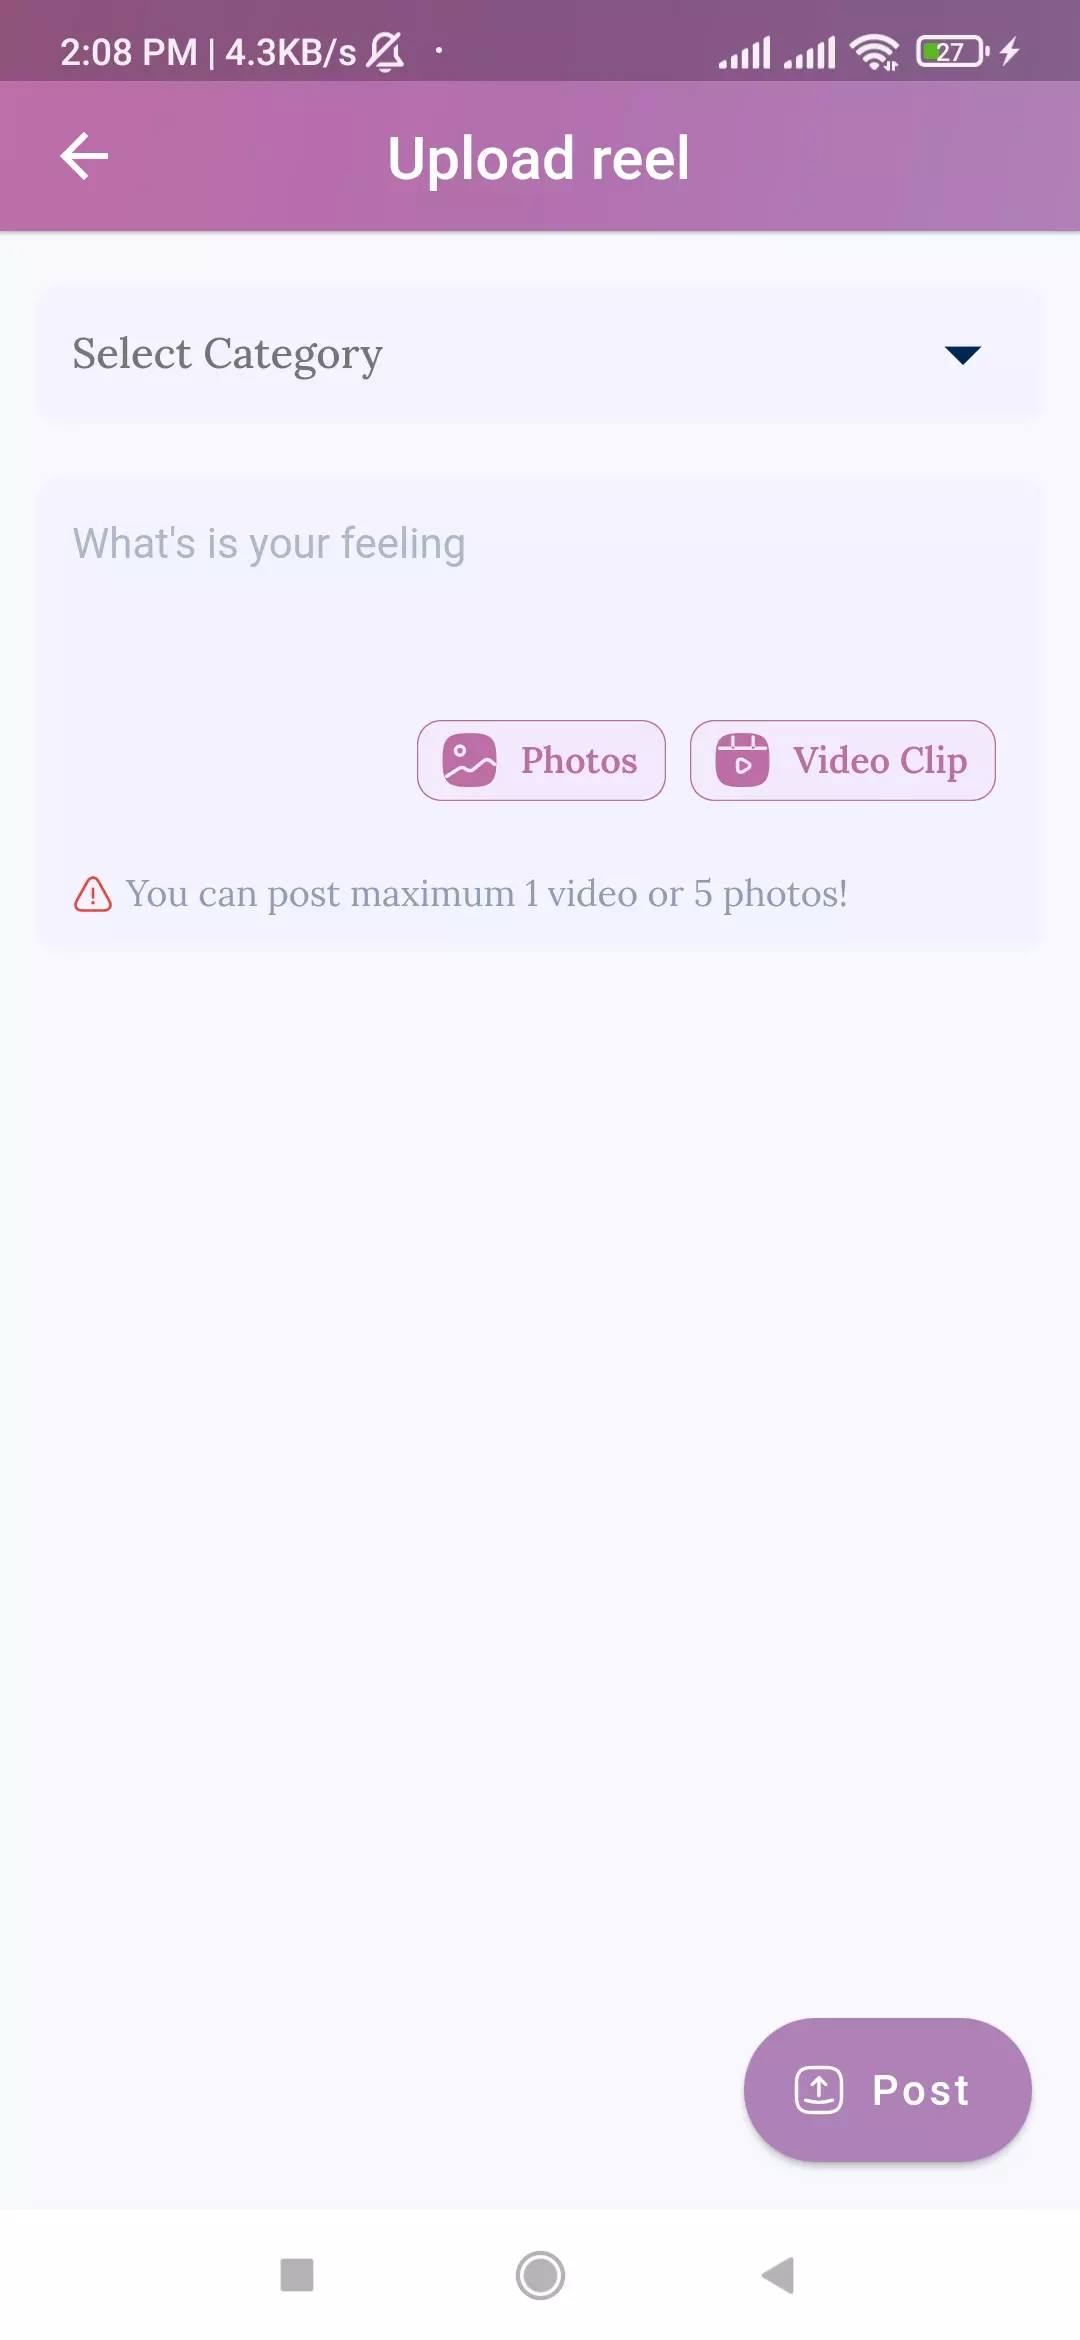 2:08 PM | 4.3KB/s
27
Upload reel
Select Category
What's is your feeling
Photos
Video Clip
You can post maximum 1 video or 5 photos!
Post